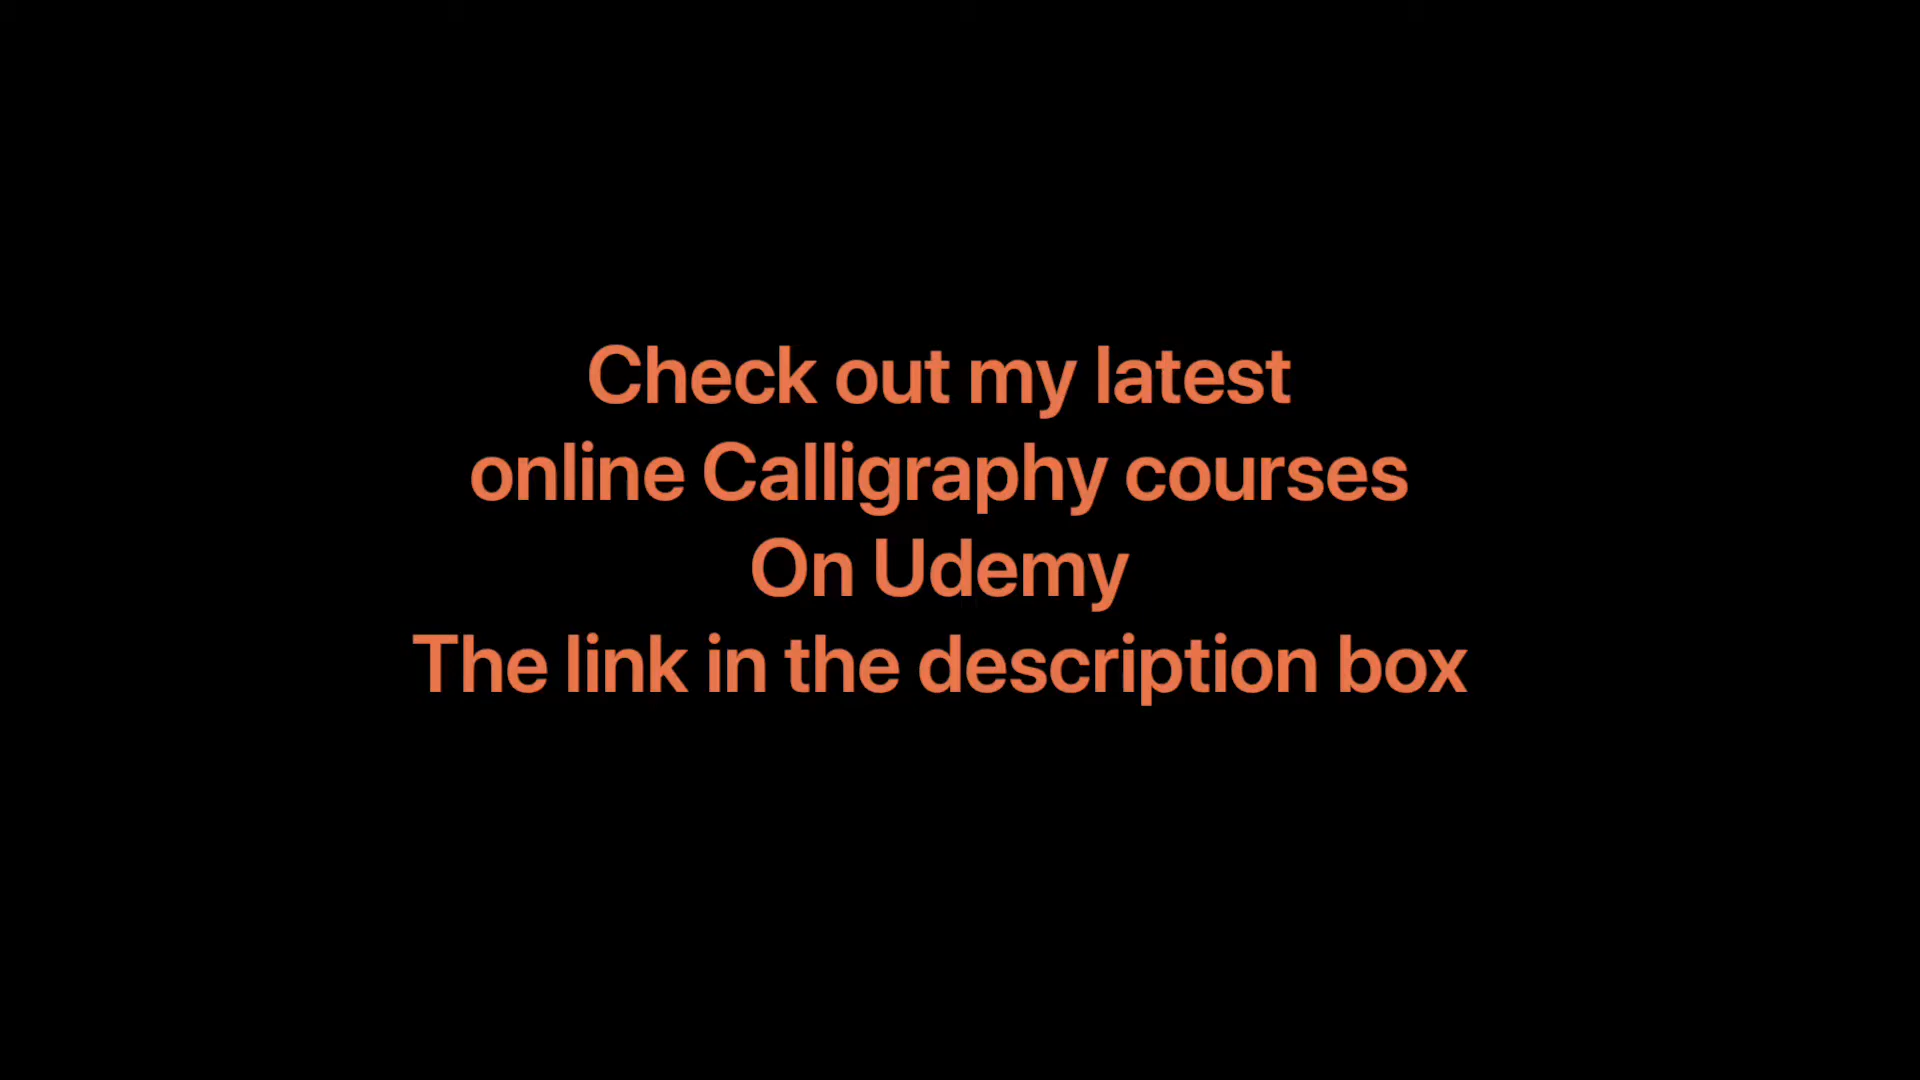 Check out my latest
online Calligraphy courses
On Udemy
The link in the description box